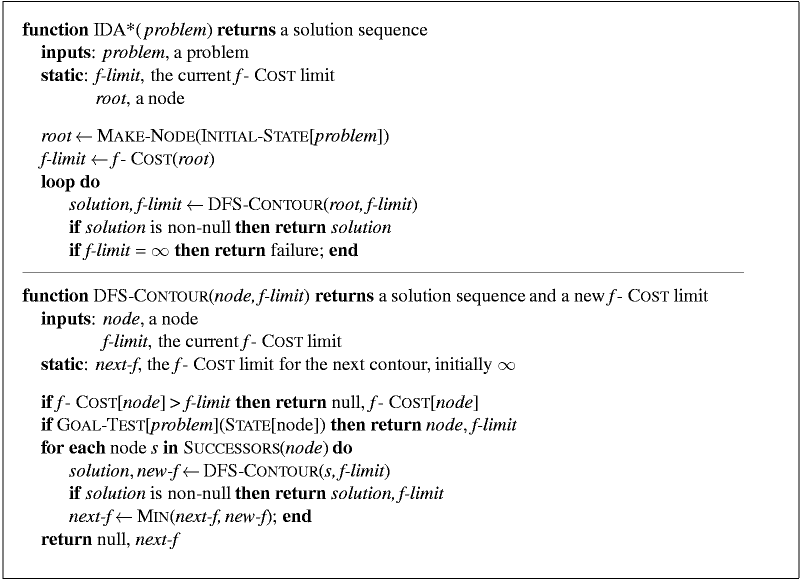 function IDA*(problem) returns a solution sequence
inputs: problem, a problem
static: f-limit, the current f- COST limit
root, a node
root ← MAKE-NODE(INITIAL-STATE[problem])
f-limit ← f- COST(root)
loop do
solution, f-limit ← DFS-CONTOUR(root, f-limit)
if solution is non-null then return solution
if f-limit = ∞ then return failure; end
function DFS-CONTOUR(node, f-limit) returns a solution sequence and a new f- COST limit
inputs: node, a node
f-limit, the current f- COST limit
static: next-f, the f- COST limit for the next contour, initially ∞
if f- COST[node] > f-limit then return null, f- COST[node]
if GOAL-TEST[problem](STATE[node]) then return node, f-limit
for each node s in SUCCESSORS(node) do
solution, new-f ← DFS-CONTOUR(s, f-limit)
if solution is non-null then return solution, f-limit
next-f ← MIN(next-f, new-f); end
return null, next-f